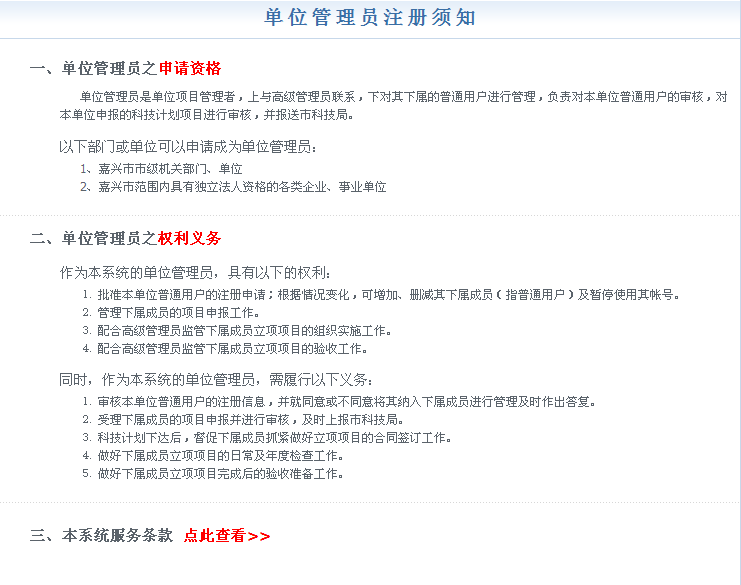 单位管理员注册须知
一、单位管理员之申请资格
单位管理员是单位项目管理者，上与高级管理员联系，下对其下属的普通用户进行管理，负责对本单位普通用户的审核，对
本单位申报的科技计划项目进行审核，并报送市科技局。
以下部门或单位可以申请成为单位管理员：
1、嘉兴市市级机关部门、单位
2、嘉兴市范围内具有独立法人资格的各类企业、事业单位
二、单位管理员之权利义务
作为本系统的单位管理员，具有以下的权利：
1. 批准本单位普通用户的注册申请；根据情况变化，可增加、删减其下属成员（指普通用户）及暂停使用其帐号。
2. 管理下属成员的项目申报工作。
3. 配合高级管理员监管下属成员立项项目的组织实施工作。
4. 配合高级管理员监管下属成员立项项目的验收工作。
同时，作为本系统的单位管理员，需履行以下义务：
1. 审核本单位普通用户的注册信息，并就同意或不同意将其纳入下属成员进行管理及时作出答复。
2. 受理下属成员的项目申报并进行审核，及时上报市科技局。
3. 科技计划下达后，督促下属成员抓紧做好立项项目的合同签订工作。
4. 做好下属成员立项项目的日常及年度检查工作。
5. 做好下属成员立项项目完成后的验收准备工作。
三、本系统服务条款 点此查看>>